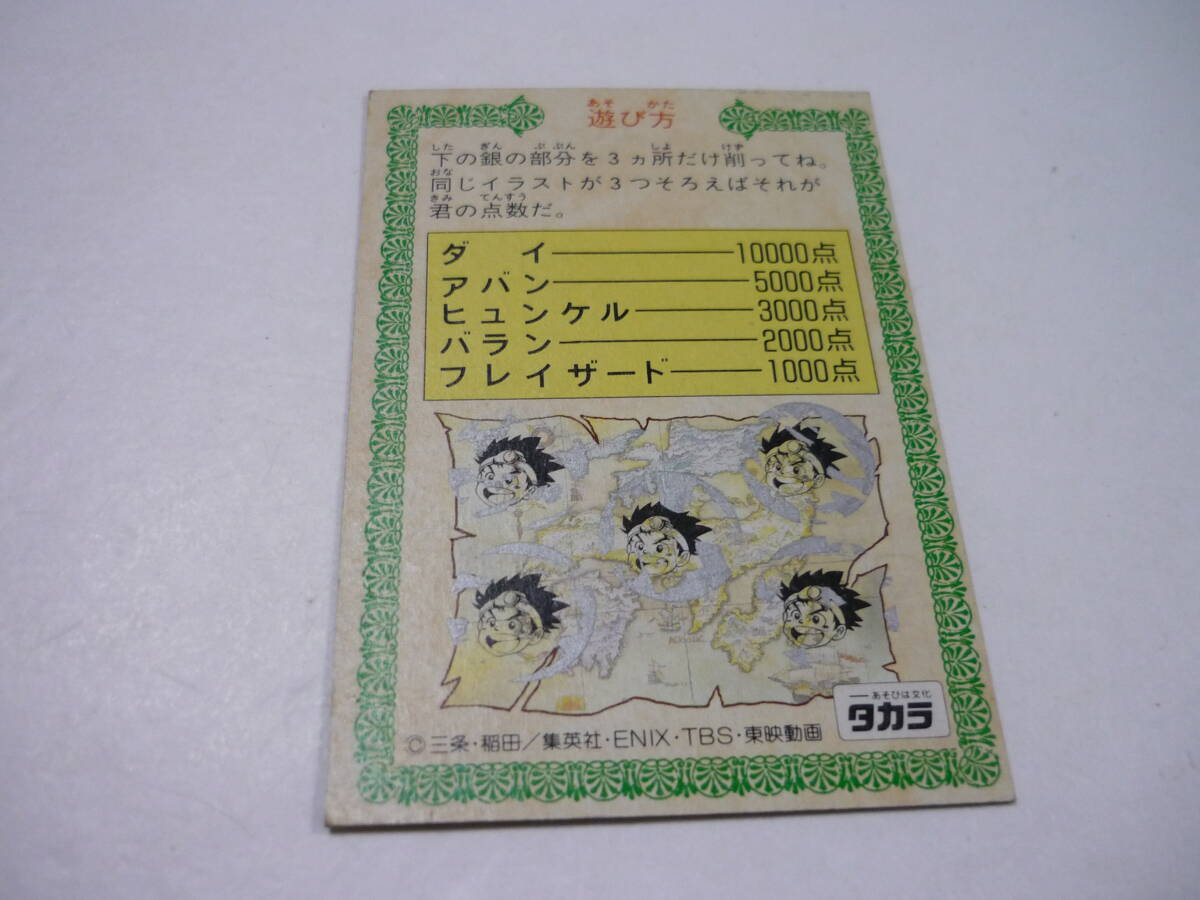 遊び方
あそ かた
下の銀の部分を3ヵ所だけ削ってね。
した ぎん ぶぶん しょ けず
同じイラストが3つそろえばそれが
おな
君の点数だ。
きみ てんすう
ダイ――――10000点
アバン――――5000点
ヒュンケル――――3000点
バラン――――2000点
フレイザード――――1000点
―あそびは文化
タカラ
©三条・稲田/集英社・ENIX・TBS・東映動画